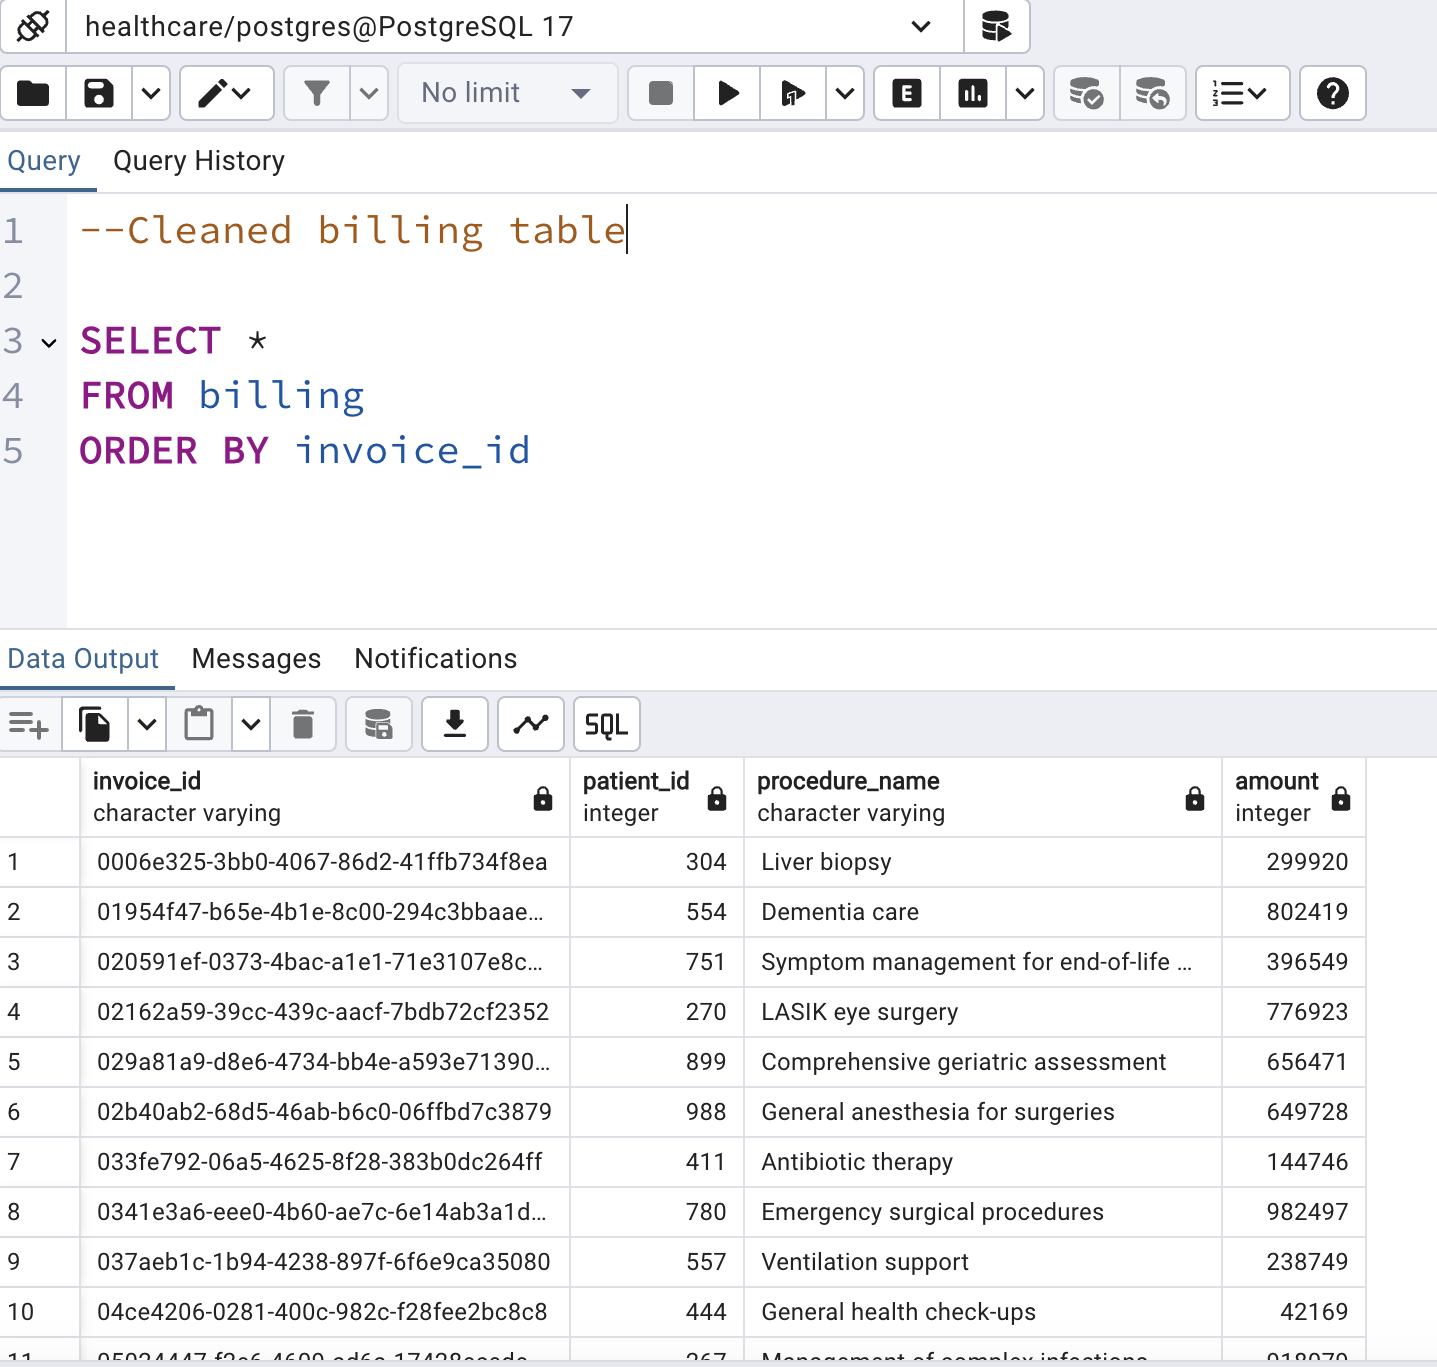 healthcare/postgres@PostgreSQL 17
No limit
E
Query Query History
1 --Cleaned billing table
2
3 SELECT *
4 FROM billing
5 ORDER BY invoice_id
Data Output Messages Notifications
SQL
invoice_id patient_id procedure_name amount
character varying integer character varying integer
1 0006e325-3bb0-4067-86d2-41ffb734f8ea 304 Liver biopsy 299920
2 01954f47-b65e-4b1e-8c00-294c3bbaae... 554 Dementia care 802419
3 020591ef-0373-4bac-a1e1-71e3107e8c... 751 Symptom management for end-of-life ... 396549
4 02162a59-39cc-439c-aacf-7bdb72cf2352 270 LASIK eye surgery 776923
5 029a81a9-d8e6-4734-bb4e-a593e71390... 899 Comprehensive geriatric assessment 656471
6 02b40ab2-68d5-46ab-b6c0-06ffbd7c3879 988 General anesthesia for surgeries 649728
7 033fe792-06a5-4625-8f28-383b0dc264ff 411 Antibiotic therapy 144746
8 0341e3a6-eee0-4b60-ae7c-6e14ab3a1d... 780 Emergency surgical procedures 982497
9 037aeb1c-1b94-4238-897f-6f6e9ca35080 557 Ventilation support 238749
10 04ce4206-0281-400c-982c-f28fee2bc8c8 444 General health check-ups 42169
11 267 Management of complex infections